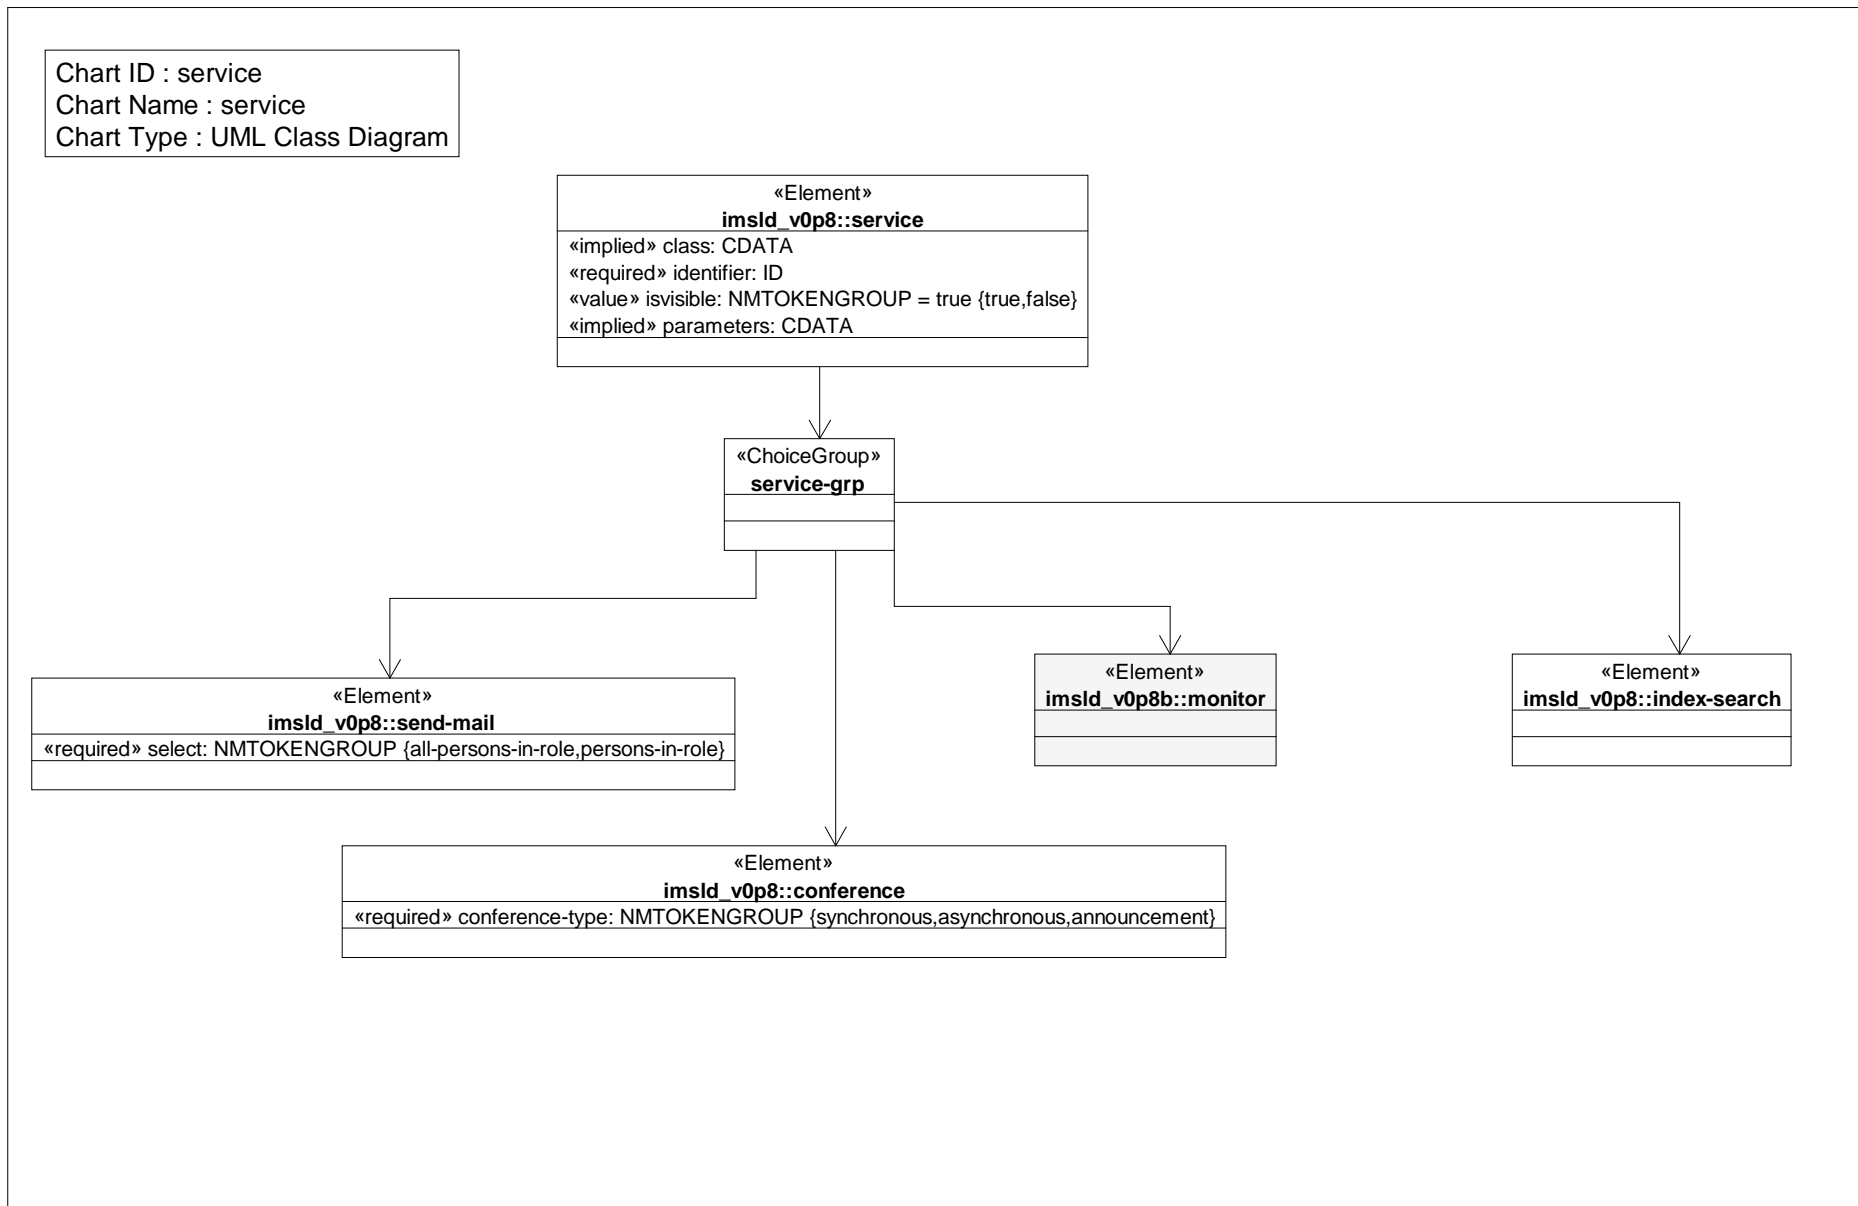 Chart ID : service
Chart Name : service
Chart Type : UML Class Diagram
«Element»
imsld_v0p8::service
«implied» class: CDATA
«required» identifier: ID
«value» isvisible: NMTOKENGROUP = true {true,false}
«implied» parameters: CDATA
«ChoiceGroup»
service-grp
«Element»
imsld_v0p8::send-mail
«required» select: NMTOKENGROUP {all-persons-in-role,persons-in-role}
«Element»
imsld_v0p8b::monitor
«Element»
imsld_v0p8::index-search
«Element»
imsld_v0p8::conference
«required» conference-type: NMTOKENGROUP {synchronous,asynchronous,announcement}